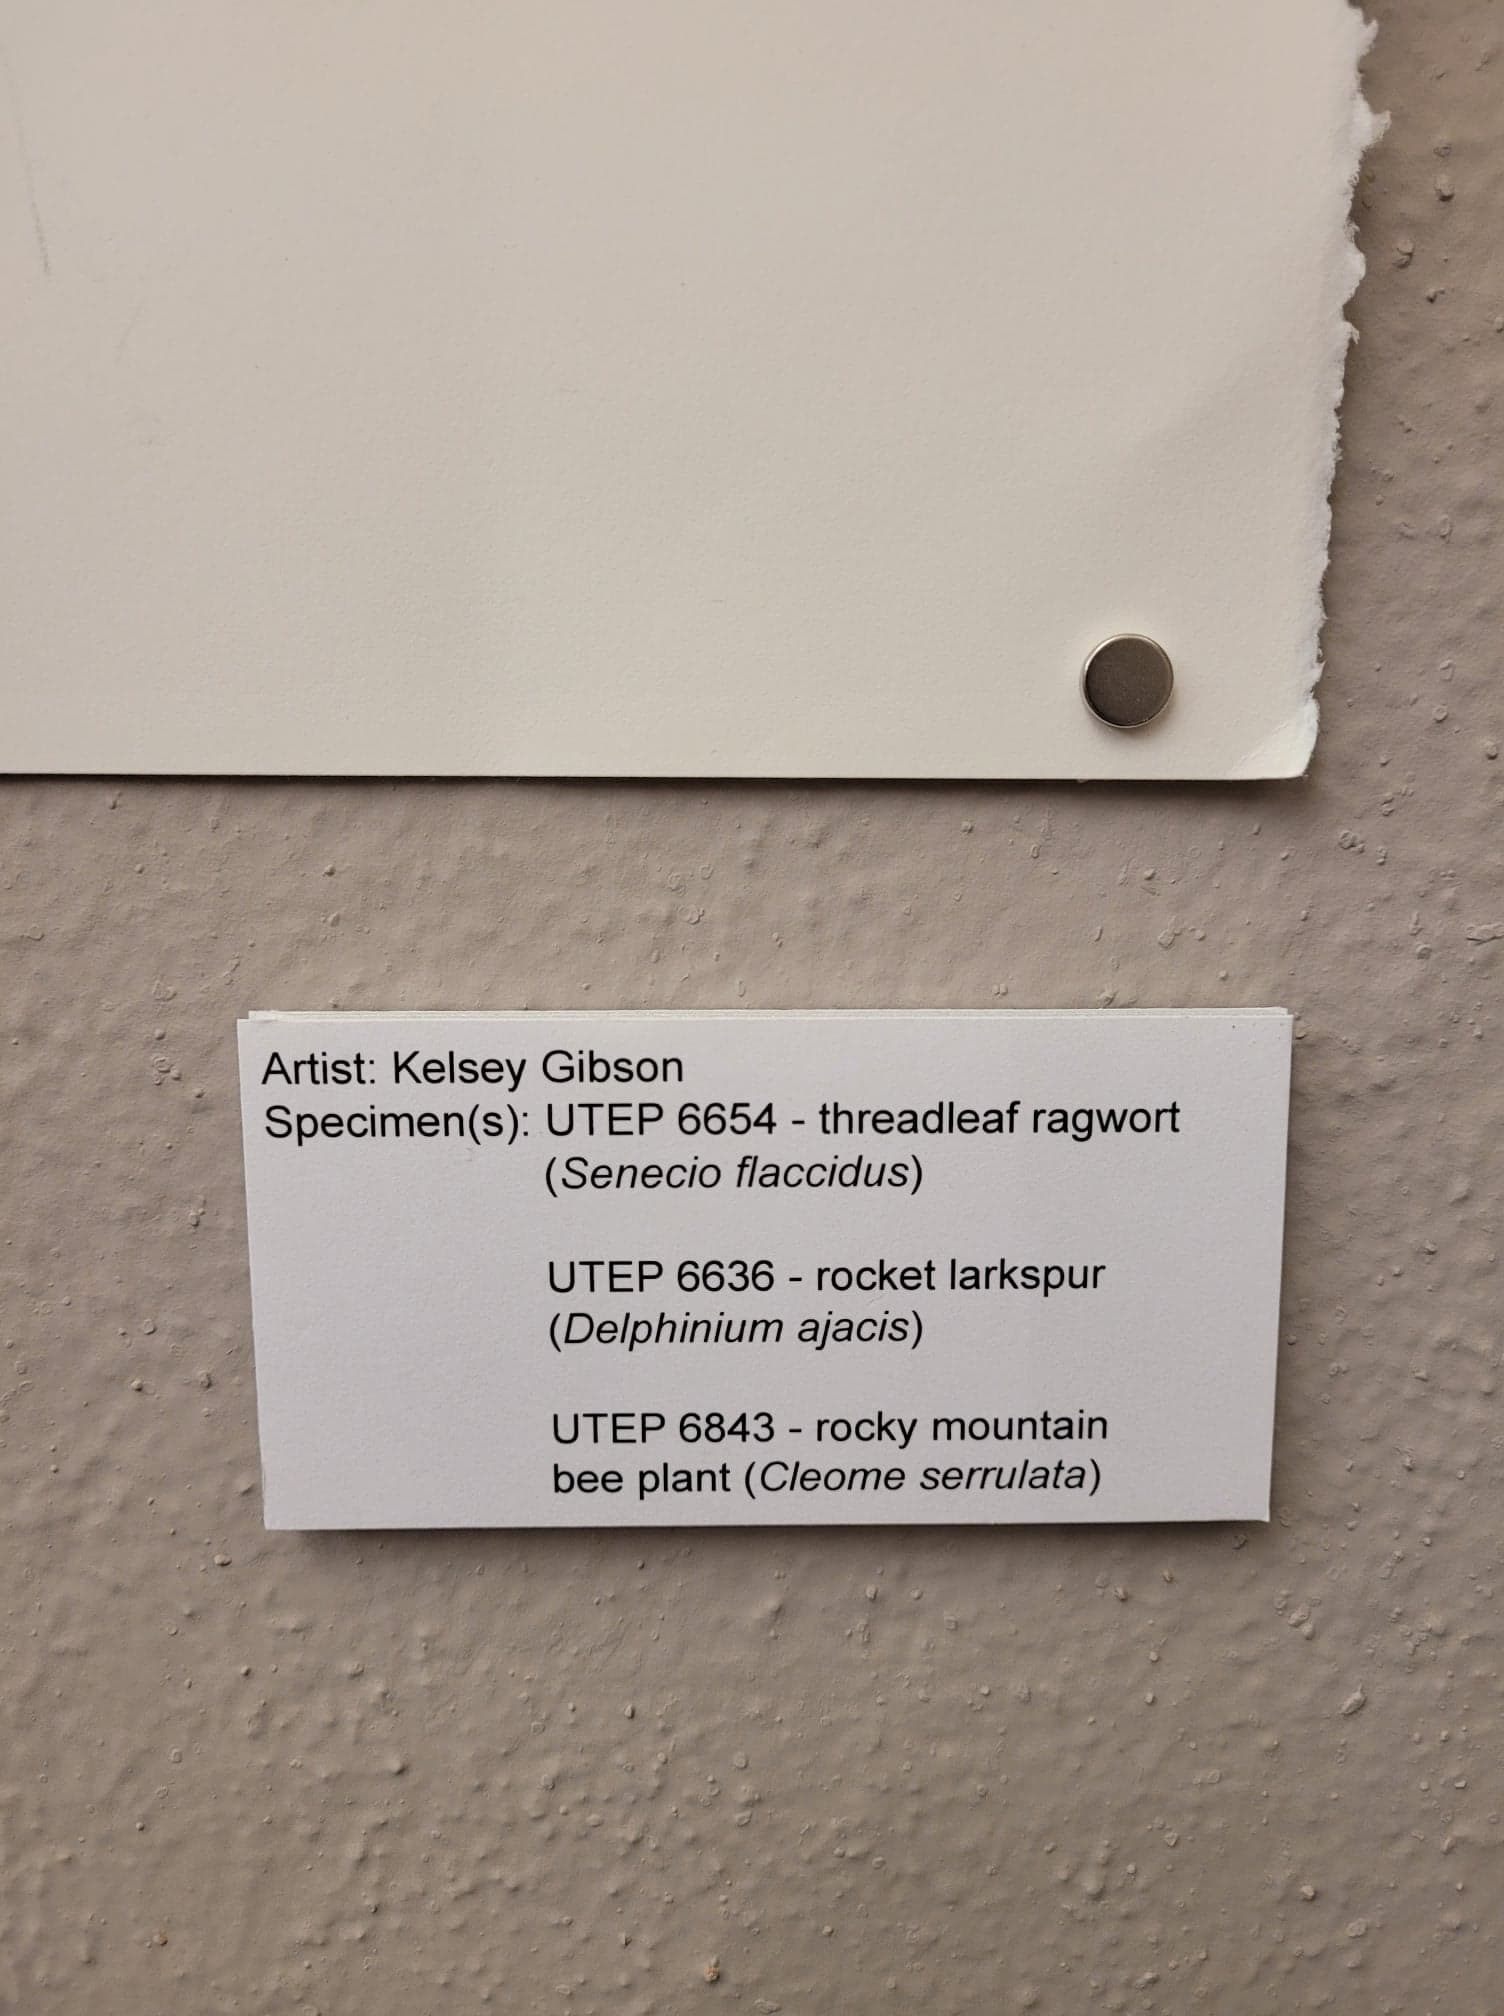 Artist: Kelsey Gibson
Specimen(s): UTEP 6654 - threadleaf ragwort
(Senecio flaccidus)
UTEP 6636 - rocket larkspur
(Delphinium ajacis)
UTEP 6843 - rocky mountain
bee plant (Cleome serrulata)